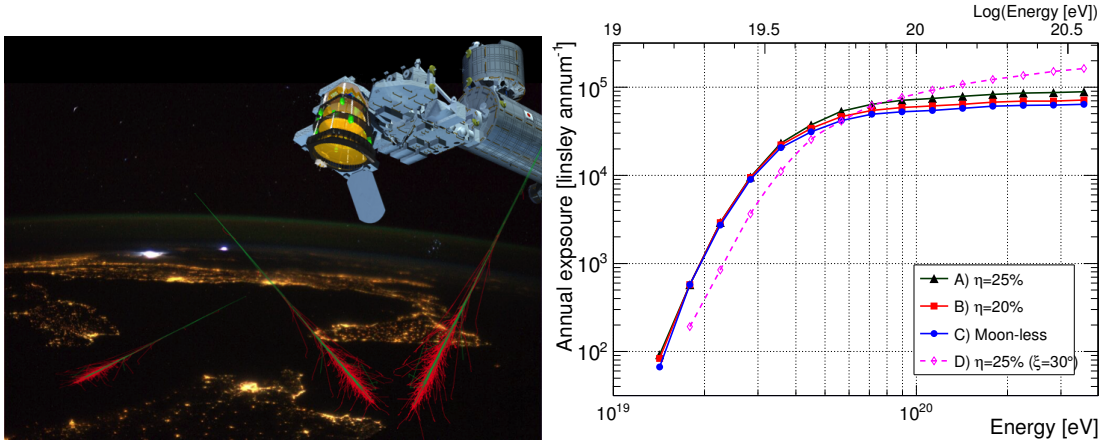 Log(Energy [eV])
19 19.5 20 20.5
Annual expsoure [linsley annum⁻¹]
10⁵
10⁴
10³
10²
A) η=25%
B) η=20%
C) Moon-less
D) η=25% (ξ=30°)
10¹⁹ 10²⁰
Energy [eV]